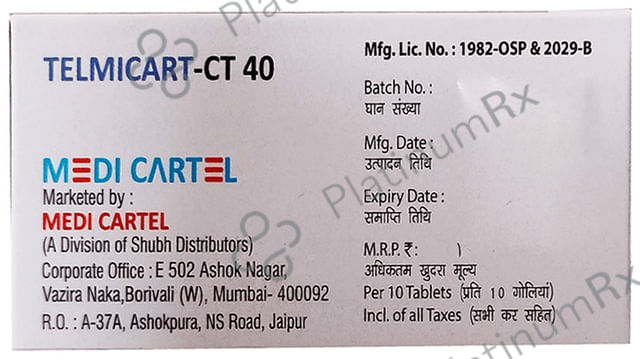 TELMICART-CT 40
MEDI CARTEL
Marketed by :
MEDI CARTEL
(A Division of Shubh Distributors)
Corporate Office : E 502 Ashok Nagar,
Vazira Naka,Borivali (W), Mumbai- 400092
R.O. : A-37A, Ashokpura, NS Road, Jaipur
Mfg. Lic. No. : 1982-OSP & 2029-B
Batch No. :
घान संख्या
Mfg. Date :
उत्पादन तिथि
Expiry Date :
समाप्ति तिथि
M.R.P. ₹:
अधिकतम खुदरा मूल्य
Per 10 Tablets (प्रति 10 गोलियां)
Incl. of all Taxes (सभी कर सहित)
PlatinumRx
PlatinumRx